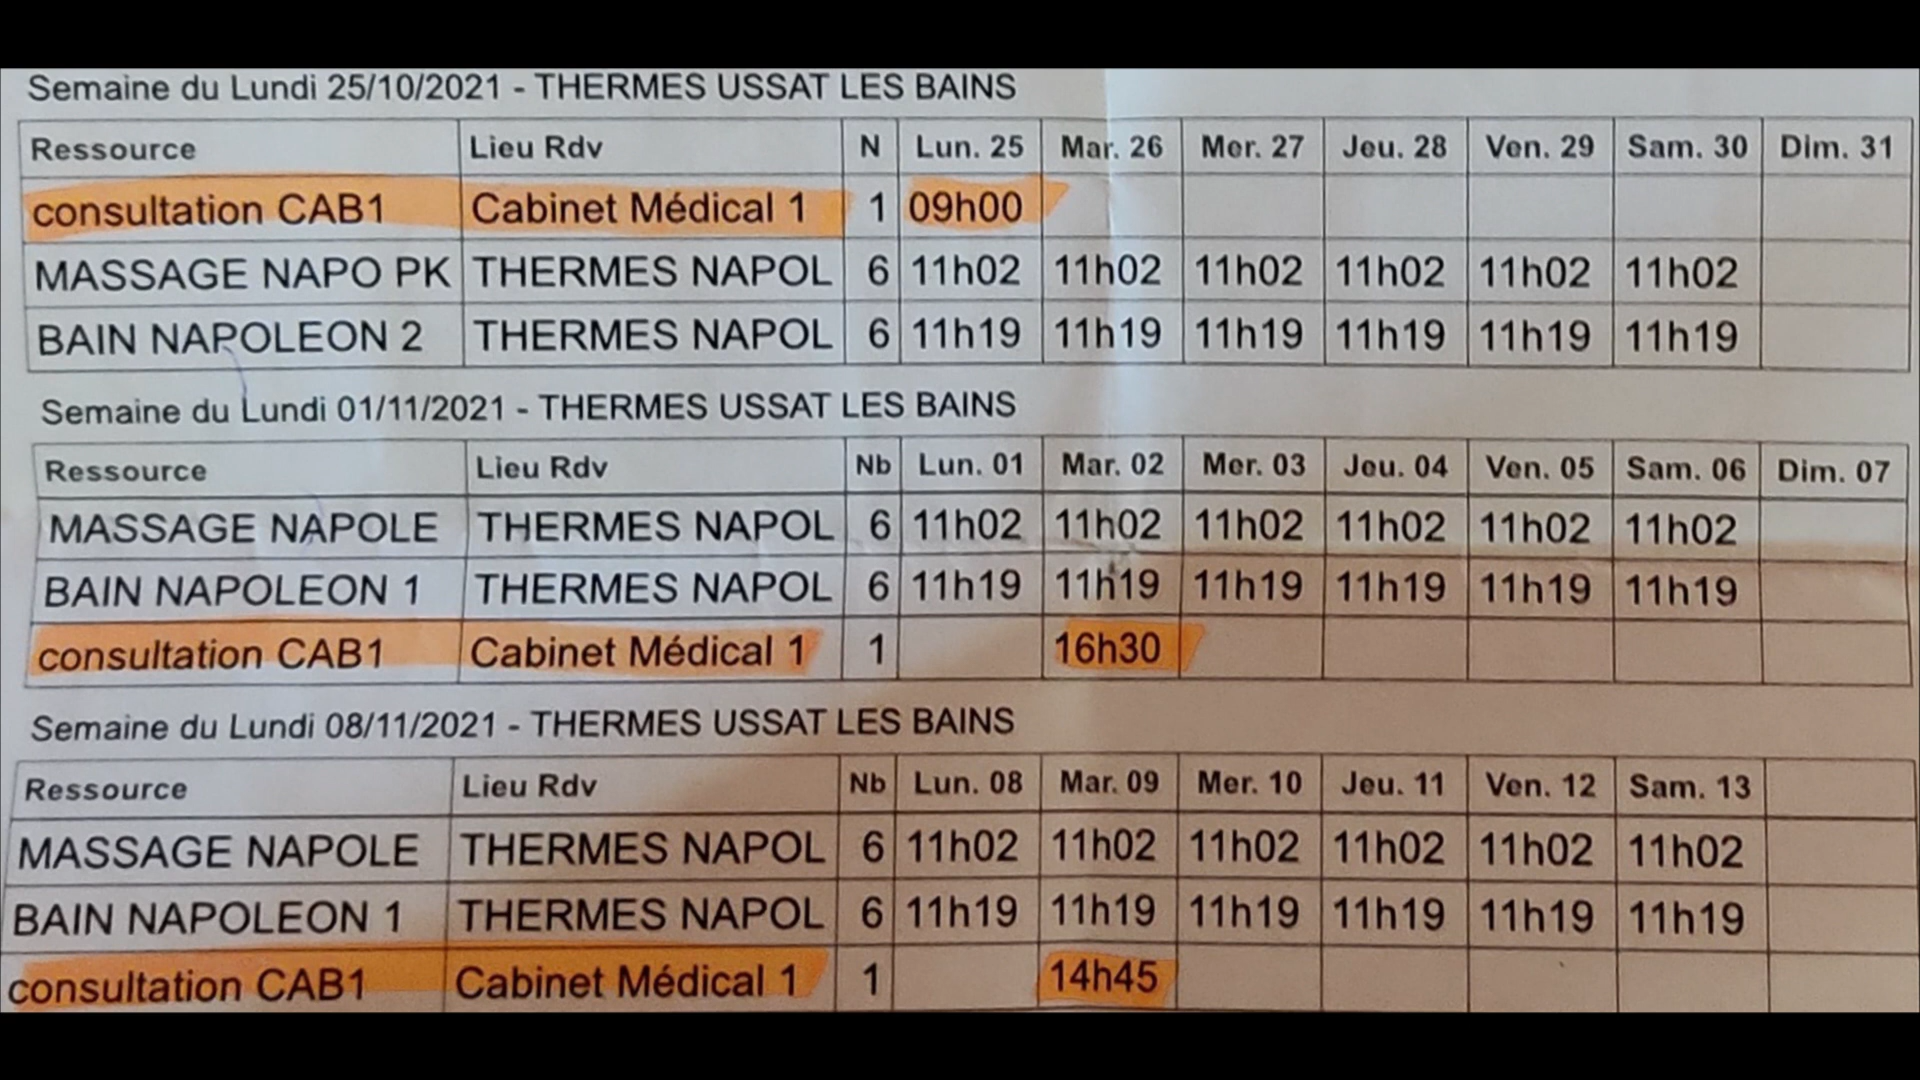 Semaine du Lundi 25/10/2021 - THERMES USSAT LES BAINS
Ressource Lieu Rdv N Lun. 25 Mar. 26 Mer. 27 Jeu. 28 Ven. 29 Sam. 30 Dim. 31
consultation CAB1 Cabinet Médical 1 1 09h00
MASSAGE NAPO PK THERMES NAPOL 6 11h02 11h02 11h02 11h02 11h02 11h02
BAIN NAPOLEON 2 THERMES NAPOL 6 11h19 11h19 11h19 11h19 11h19 11h19
Semaine du Lundi 01/11/2021 - THERMES USSAT LES BAINS
Ressource Lieu Rdv Nb Lun. 01 Mar. 02 Mer. 03 Jeu. 04 Ven. 05 Sam. 06 Dim. 07
MASSAGE NAPOLE THERMES NAPOL 6 11h02 11h02 11h02 11h02 11h02 11h02
BAIN NAPOLEON 1 THERMES NAPOL 6 11h19 11h19 11h19 11h19 11h19 11h19
consultation CAB1 Cabinet Médical 1 1 16h30
Semaine du Lundi 08/11/2021 - THERMES USSAT LES BAINS
Ressource Lieu Rdv Nb Lun. 08 Mar. 09 Mer. 10 Jeu. 11 Ven. 12 Sam. 13
MASSAGE NAPOLE THERMES NAPOL 6 11h02 11h02 11h02 11h02 11h02 11h02
BAIN NAPOLEON 1 THERMES NAPOL 6 11h19 11h19 11h19 11h19 11h19 11h19
consultation CAB1 Cabinet Médical 1 1 14h45